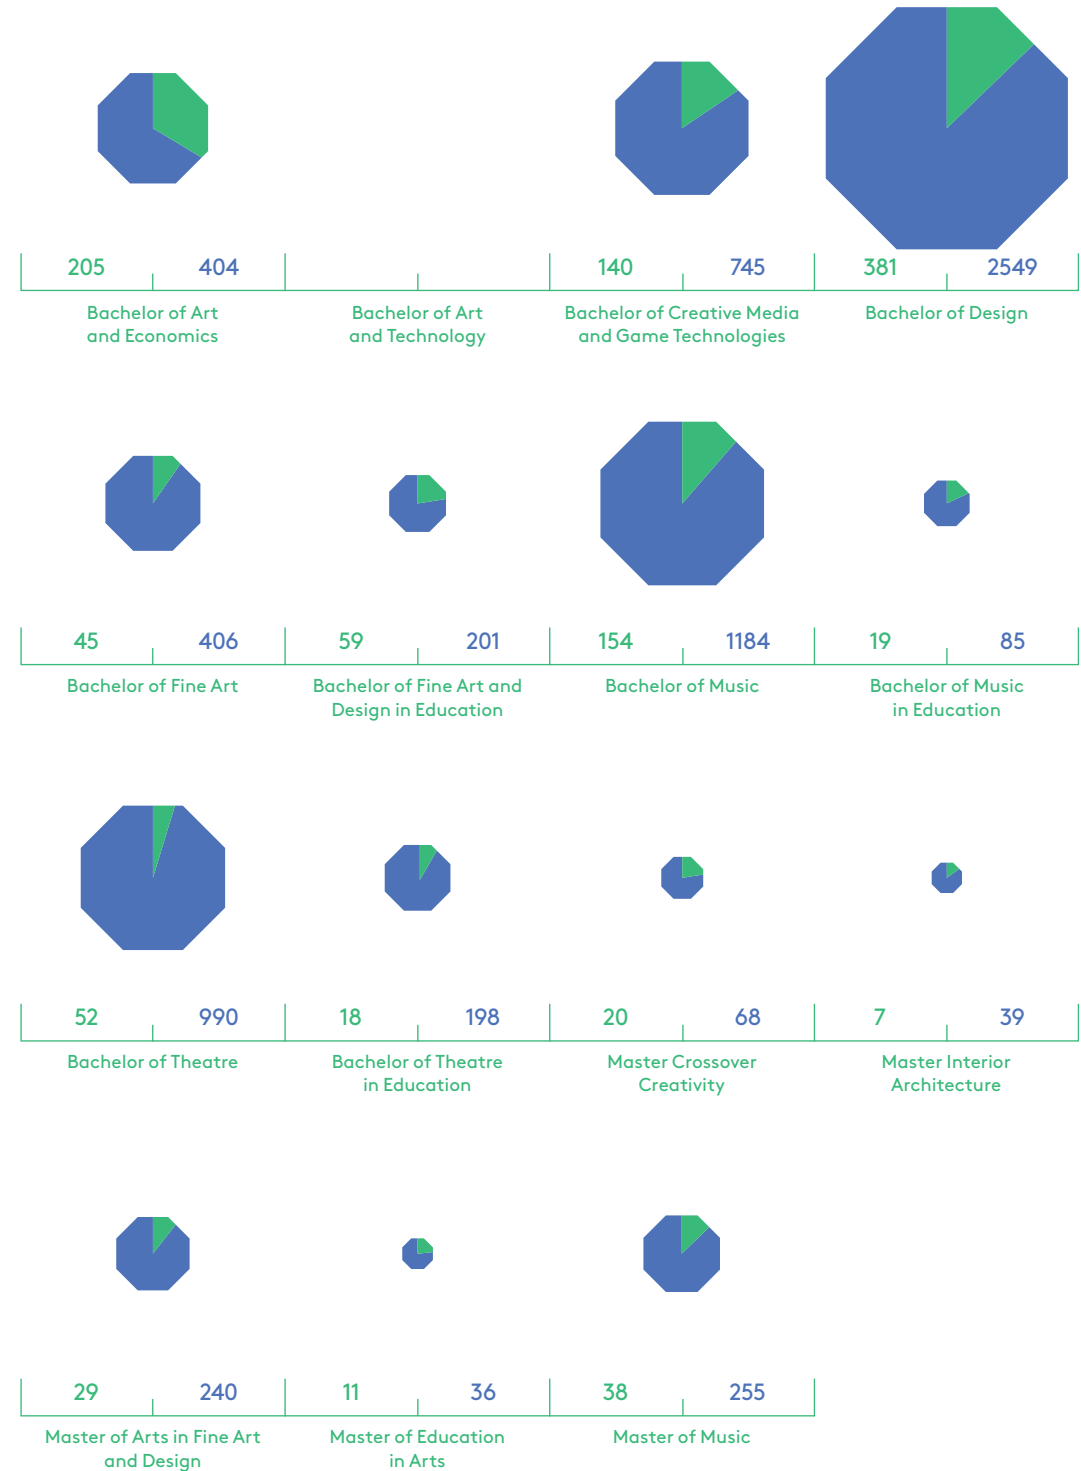 205 404 140 745 381 2549
Bachelor of Art Bachelor of Art Bachelor of Creative Media Bachelor of Design
and Economics and Technology and Game Technologies
45 406 59 201 154 1184 19 85
Bachelor of Fine Art Bachelor of Fine Art and Bachelor of Music Bachelor of Music
Design in Education in Education
52 990 18 198 20 68 7 39
Bachelor of Theatre Bachelor of Theatre Master Crossover Master Interior
in Education Creativity Architecture
29 240 11 36 38 255
Master of Arts in Fine Art Master of Education Master of Music
and Design in Arts